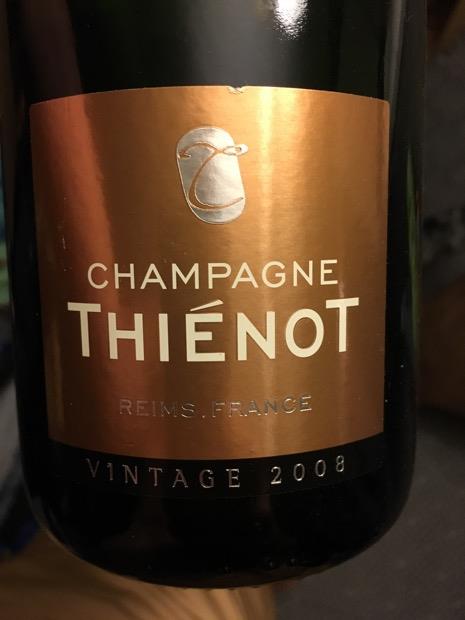 CHAMPAGNE
THIÉNOT
REIMS. FRANCE
VINTAGE 2008